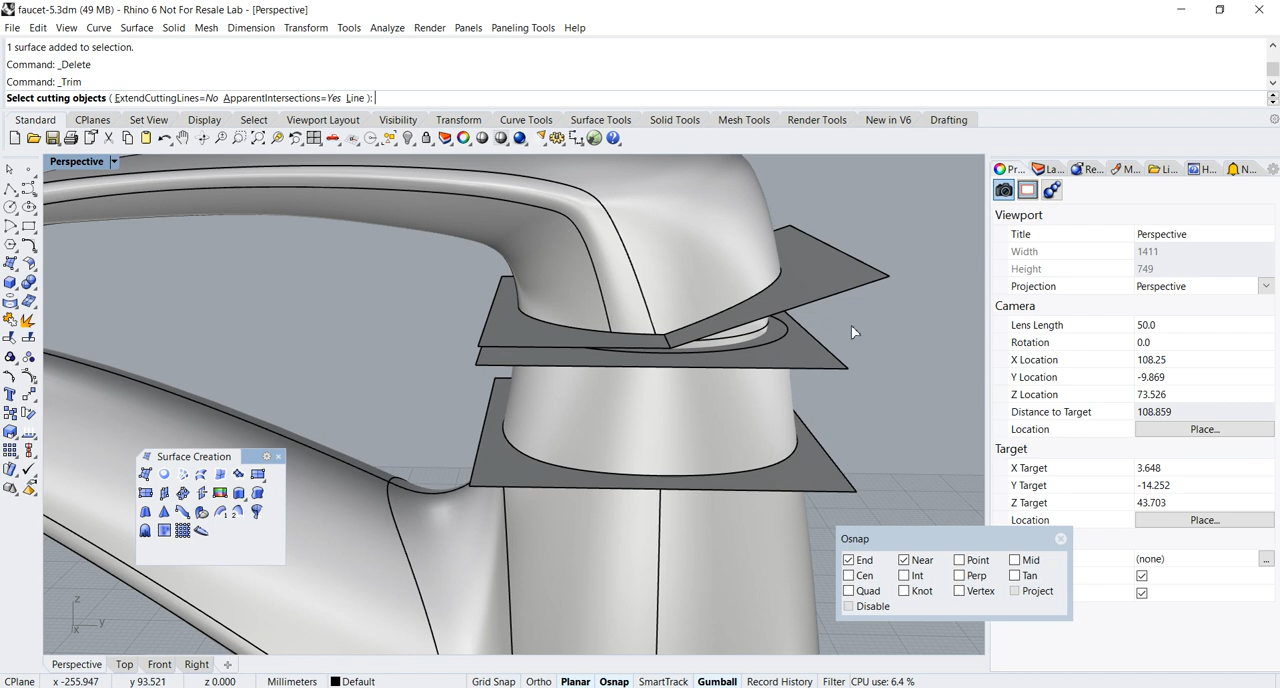 faucet-5.3dm (49 MB) - Rhino 6 Not For Resale Lab - [Perspective]
File Edit View Curve Surface Solid Mesh Dimension Transform Tools Analyze Render Panels Paneling Tools Help
1 surface added to selection.
Command: _Delete
Command: _Trim
Select cutting objects ( ExtendCuttingLines=No ApparentIntersections=Yes Line ):
Standard CPlanes Set View Display Select Viewport Layout Visibility Transform Curve Tools Surface Tools Solid Tools Mesh Tools Render Tools New in V6 Drafting
Perspective
Pr... La... Re... M... Li... H... N...
Viewport
Title Perspective
Width 1411
Height 749
Projection Perspective
Camera
Lens Length 50.0
Rotation 0.0
X Location 108.25
Y Location -9.869
Z Location 73.526
Distance to Target 108.859
Location Place...
Target
X Target 3.648
Y Target -14.252
Z Target 43.703
Location Place...
(none) ...
Surface Creation
1 2
Osnap
End Near Point Mid
Cen Int Perp Tan
Quad Knot Vertex Project
Disable
z
y
x
Perspective Top Front Right
CPlane x -255.947 y 93.521 z 0.000 Millimeters Default Grid Snap Ortho Planar Osnap SmartTrack Gumball Record History Filter CPU use: 6.4 %